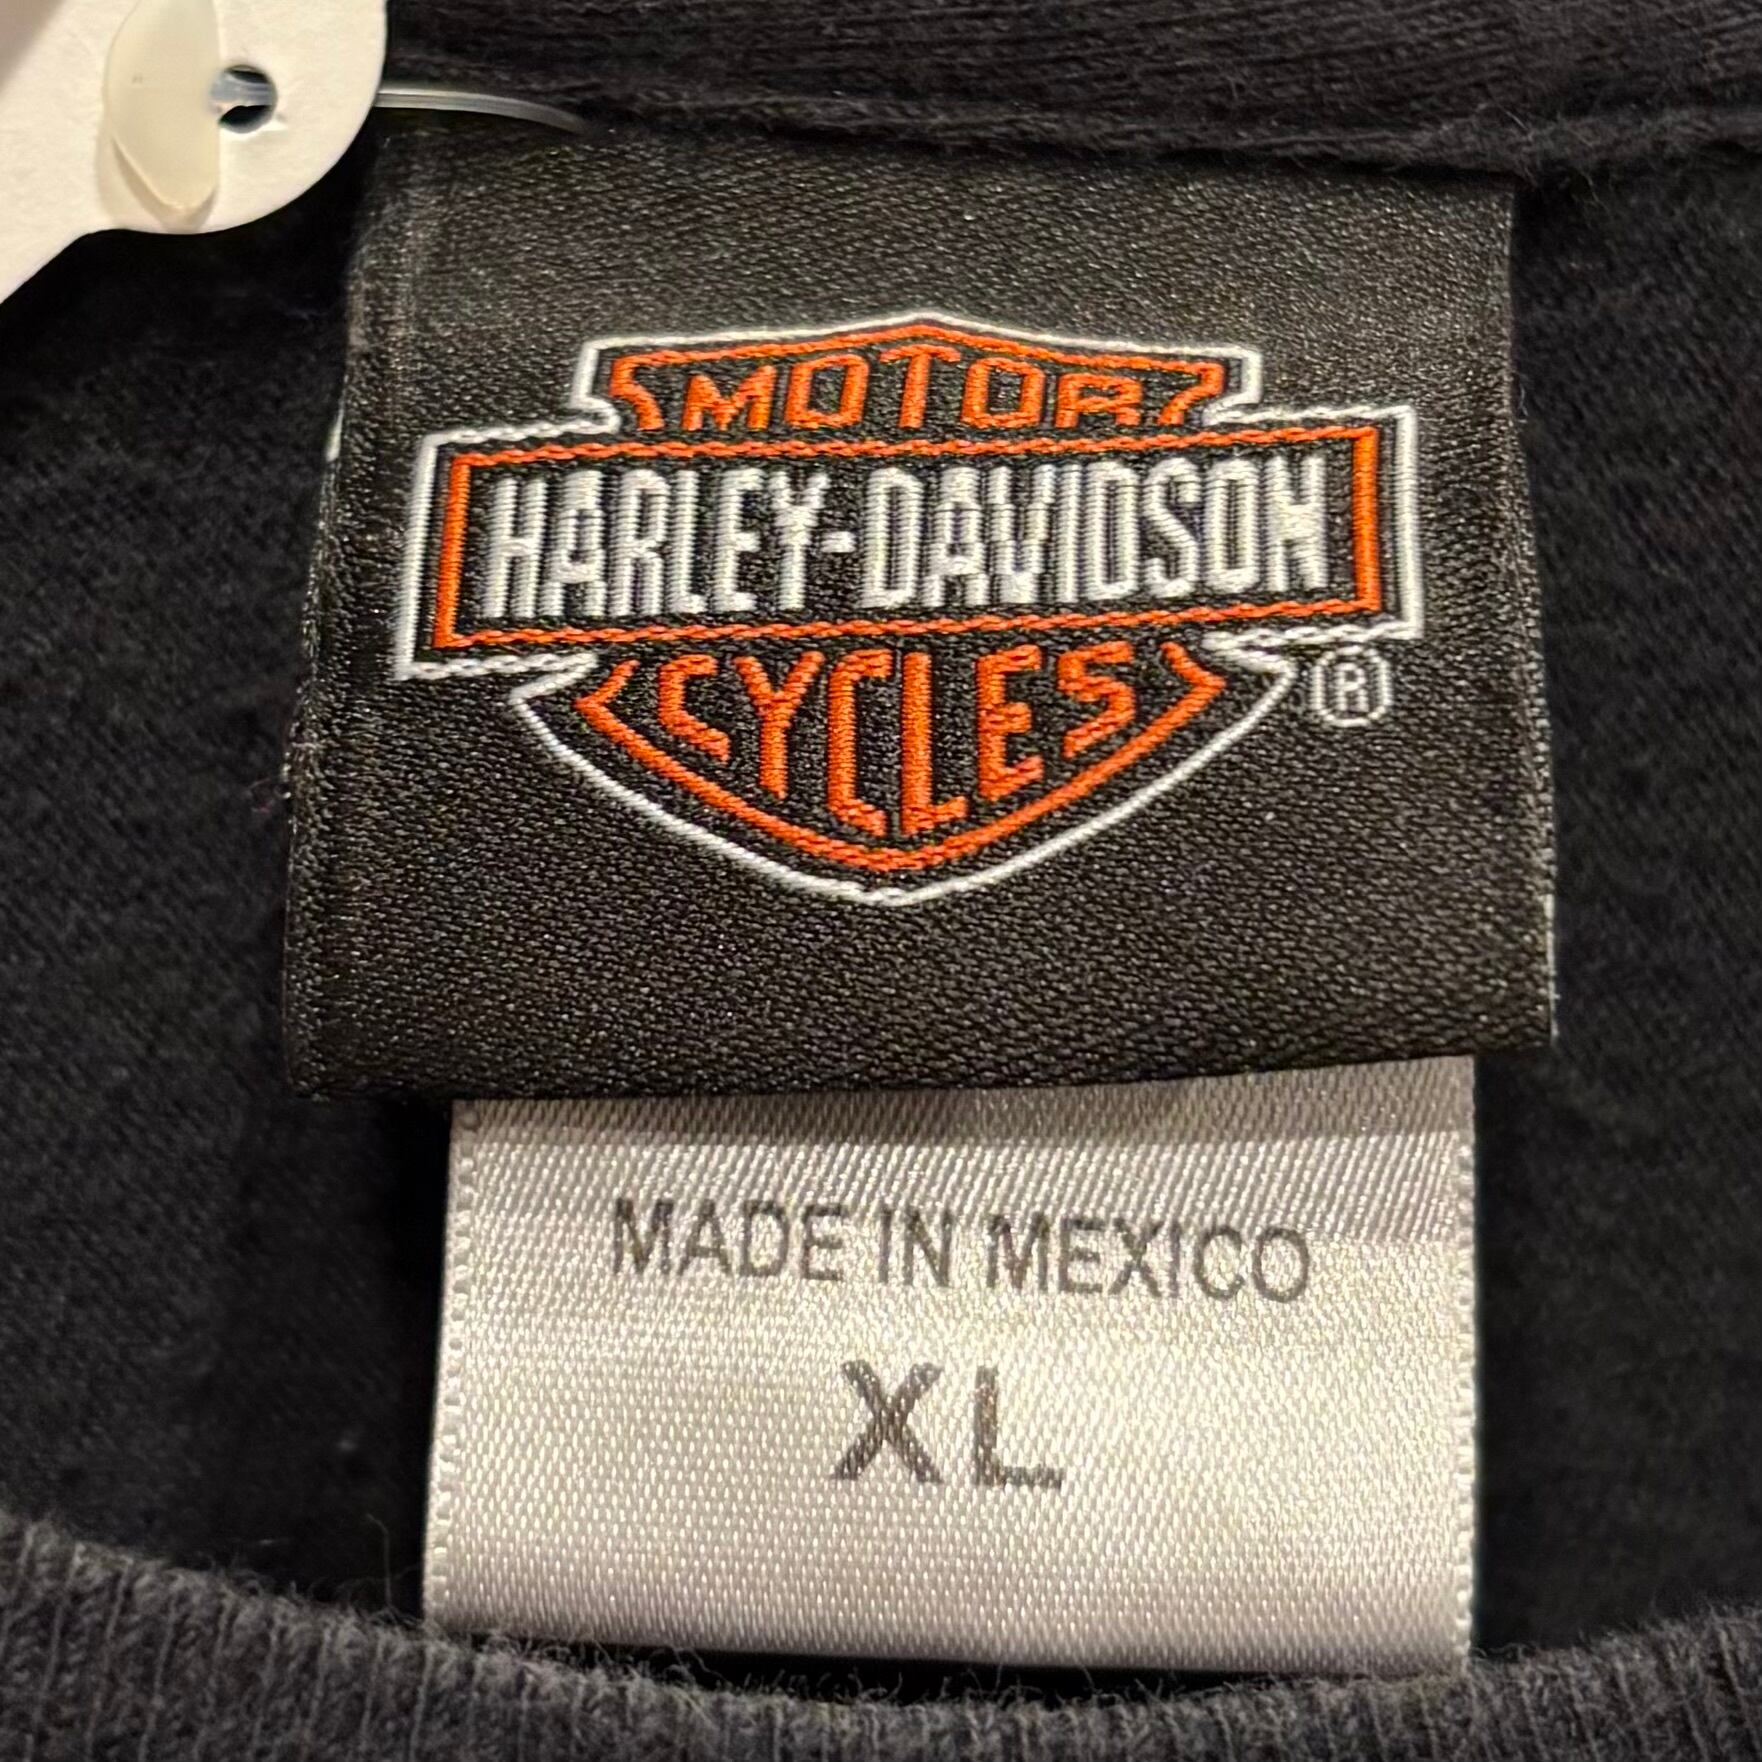 MOTOR
HARLEY-DAVIDSON
CYCLES
®
MADE IN MEXICO
XL